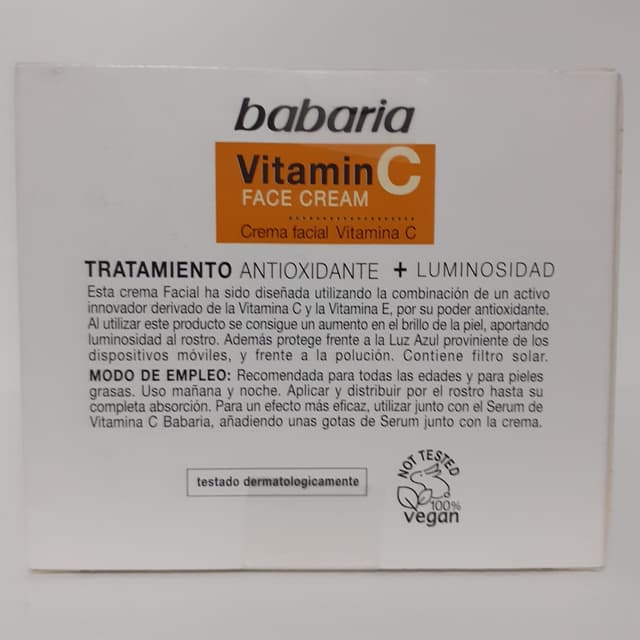 babaria
Vitamin C
FACE CREAM
Crema facial Vitamina C
TRATAMIENTO ANTIOXIDANTE + LUMINOSIDAD
Esta crema Facial ha sido diseñada utilizando la combinación de un activo
innovador derivado de la Vitamina C y la Vitamina E, por su poder antioxidante.
Al utilizar este producto se consigue un aumento en el brillo de la piel, aportando
luminosidad al rostro. Además protege frente a la Luz Azul proviniente de los
dispositivos móviles, y frente a la polución. Contiene filtro solar.
MODO DE EMPLEO: Recomendada para todas las edades y para pieles
grasas. Uso mañana y noche. Aplicar y distribuir por el rostro hasta su
completa absorción. Para un efecto más eficaz, utilizar junto con el Serum de
Vitamina C Babaria, añadiendo unas gotas de Serum junto con la crema.
testado dermatologicamente
NOT TESTED
100%
vegan